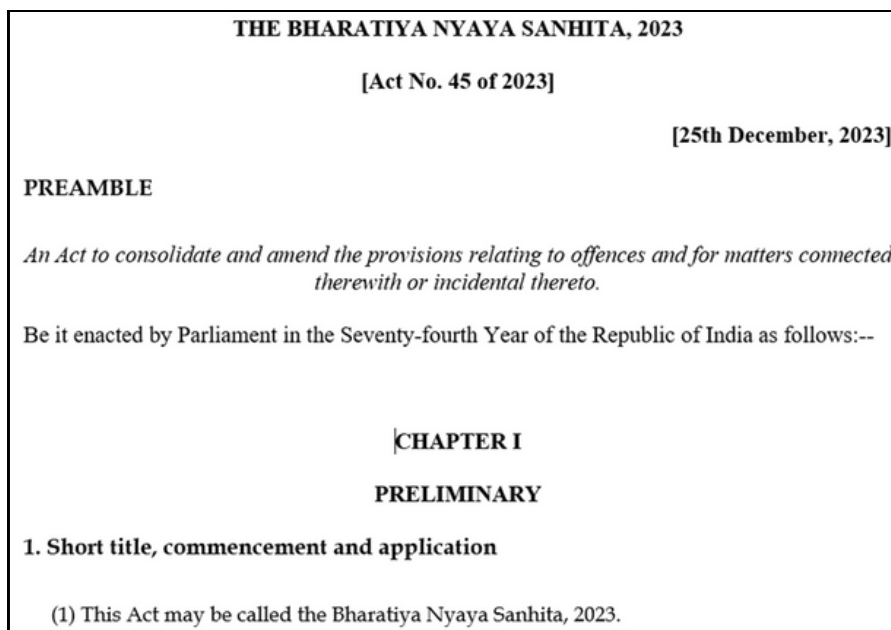 THE BHARATIYA NYAYA SANHITA, 2023
[Act No. 45 of 2023]
[25th December, 2023]
PREAMBLE
An Act to consolidate and amend the provisions relating to offences and for matters connected
therewith or incidental thereto.
Be it enacted by Parliament in the Seventy-fourth Year of the Republic of India as follows:--
CHAPTER I
PRELIMINARY
1. Short title, commencement and application
(1) This Act may be called the Bharatiya Nyaya Sanhita, 2023.